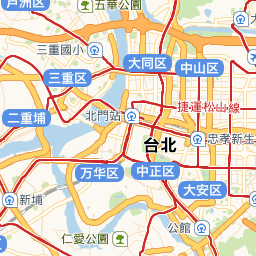 芦洲区
五華公園
三重國小
大同区
中山区
三重区
捷運松山線
二重埔
北門站
忠孝新生
台北
万华区
中正区
大安区
新埔
公館
仁愛公園